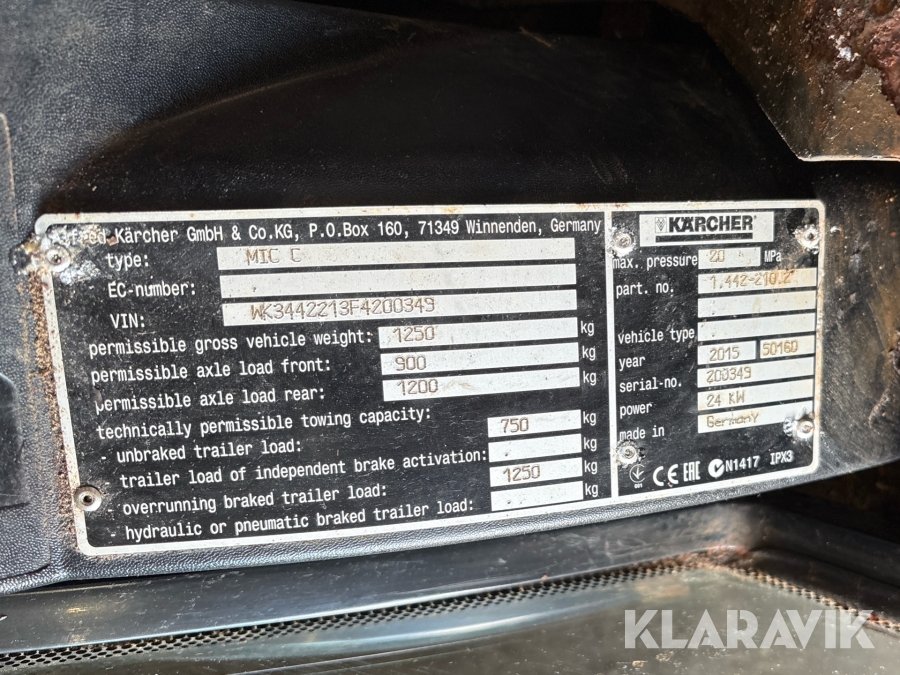 Alfred Kärcher GmbH & Co.KG, P.O.Box 160, 71349 Winnenden, Germany
type: MIC C
EC-number:
VIN: WK3442213F4200349
permissible gross vehicle weight: 1250 kg
permissible axle load front: 900 kg
permissible axle load rear: 1200 kg
technically permissible towing capacity:
- unbraked trailer load: 750 kg
trailer load of independent brake activation: kg
- overrunning braked trailer load: 1250 kg
- hydraulic or pneumatic braked trailer load: kg
KÄRCHER
max. pressure 20 MPa
part. no. 1.442-210.2
vehicle type
year 2015 50160
serial-no. 200349
power 24 KW
made in Germany
001 CE EAC N1417 IPX3
KLARAVIK